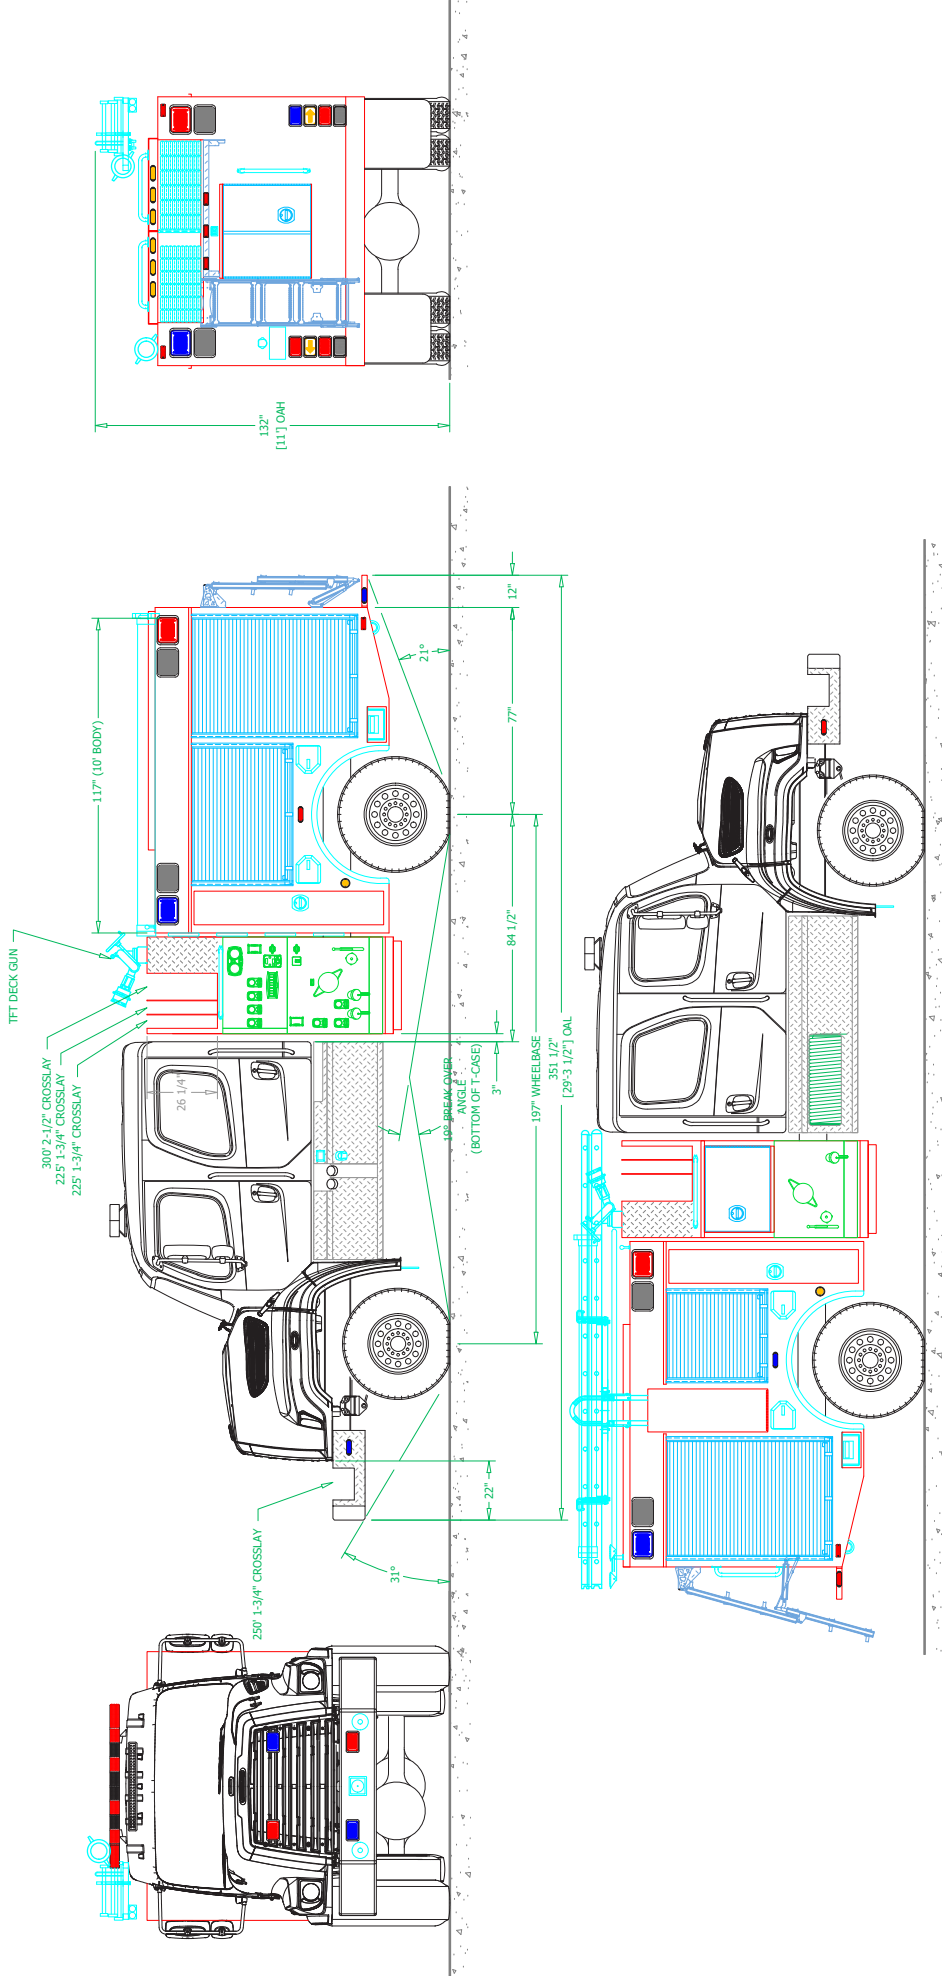 132"
[11'] OAH
TFT DECK GUN
117" (10' BODY)
300' 2-1/2" CROSSLAY
225' 1-3/4" CROSSLAY
225' 1-3/4" CROSSLAY
26 1/4"
250' 1-3/4" CROSSLAY
31°
21°
19° BREAK OVER
ANGLE
(BOTTOM OF T-CASE)
22"
3"
84 1/2"
77"
12"
197" WHEELBASE
351 1/2"
[29'-3 1/2"] OAL